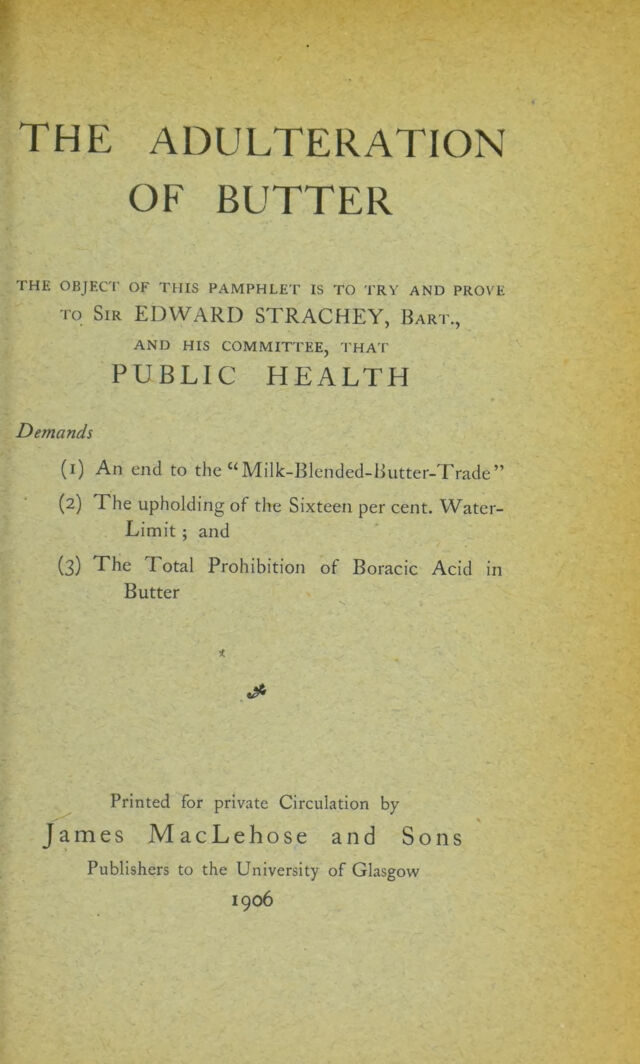 THE ADULTERATION
OF BUTTER
THE OBJECT OF THIS PAMPHLET IS TO TRY AND PROVE
TO SIR EDWARD STRACHEY, BART.,
AND HIS COMMITTEE, THAT
PUBLIC HEALTH
Demands
(1) An end to the “Milk-Blended-Butter-Trade”
(2) The upholding of the Sixteen per cent. Water-
Limit; and
(3) The Total Prohibition of Boracic Acid in
Butter
Printed for private Circulation by
James MacLehose and Sons
Publishers to the University of Glasgow
1906